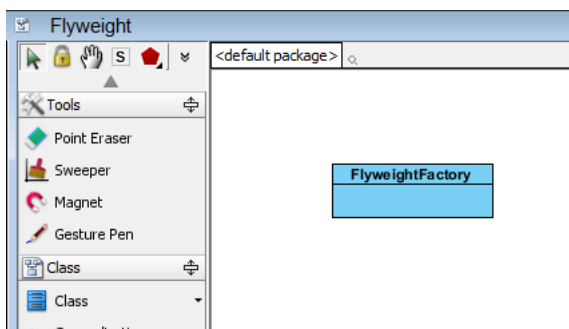 Flyweight
S
<default package>
Tools
Point Eraser
Sweeper
Magnet
Gesture Pen
Class
Class
FlyweightFactory